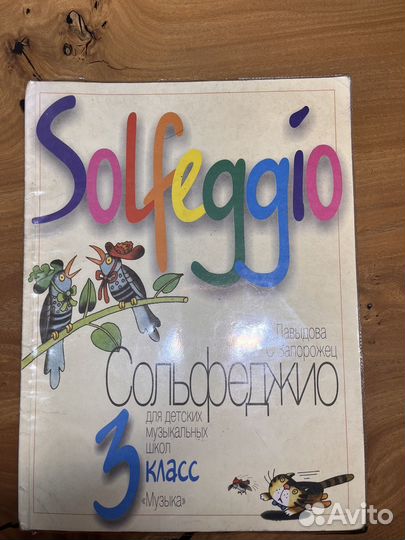 Solfeggio
Давыдова
Запорожец
Сольфеджио
для детских
музыкальных
школ
3 класс
«Музыка»
Avito